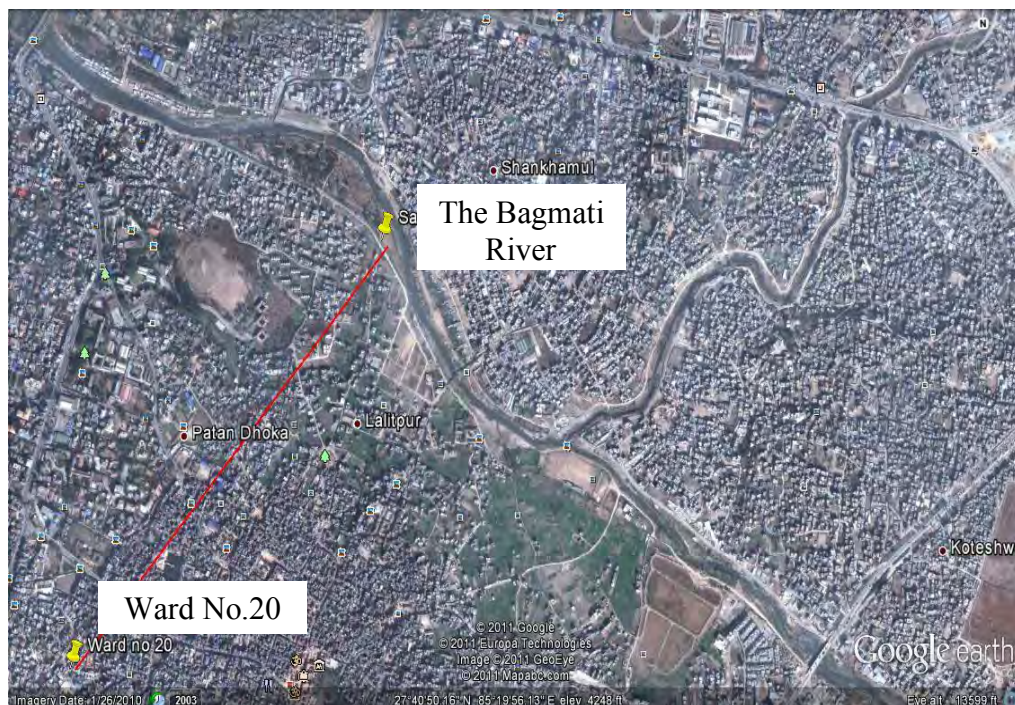 N
Shankhamul
Sa
The Bagmati
River
Lalitpur
Patan Dhoka
Koteshw
Ward No.20
Ward no 20
© 2011 Google
© 2011 Europa Technologies
Image © 2011 GeoEye
© 2011 Mapabc.com
Google earth
Imagery Date: 1/26/2010
2003
27°40'50.16" N 85°19'56.13" E elev 4248 ft
Eye alt 13599 ft